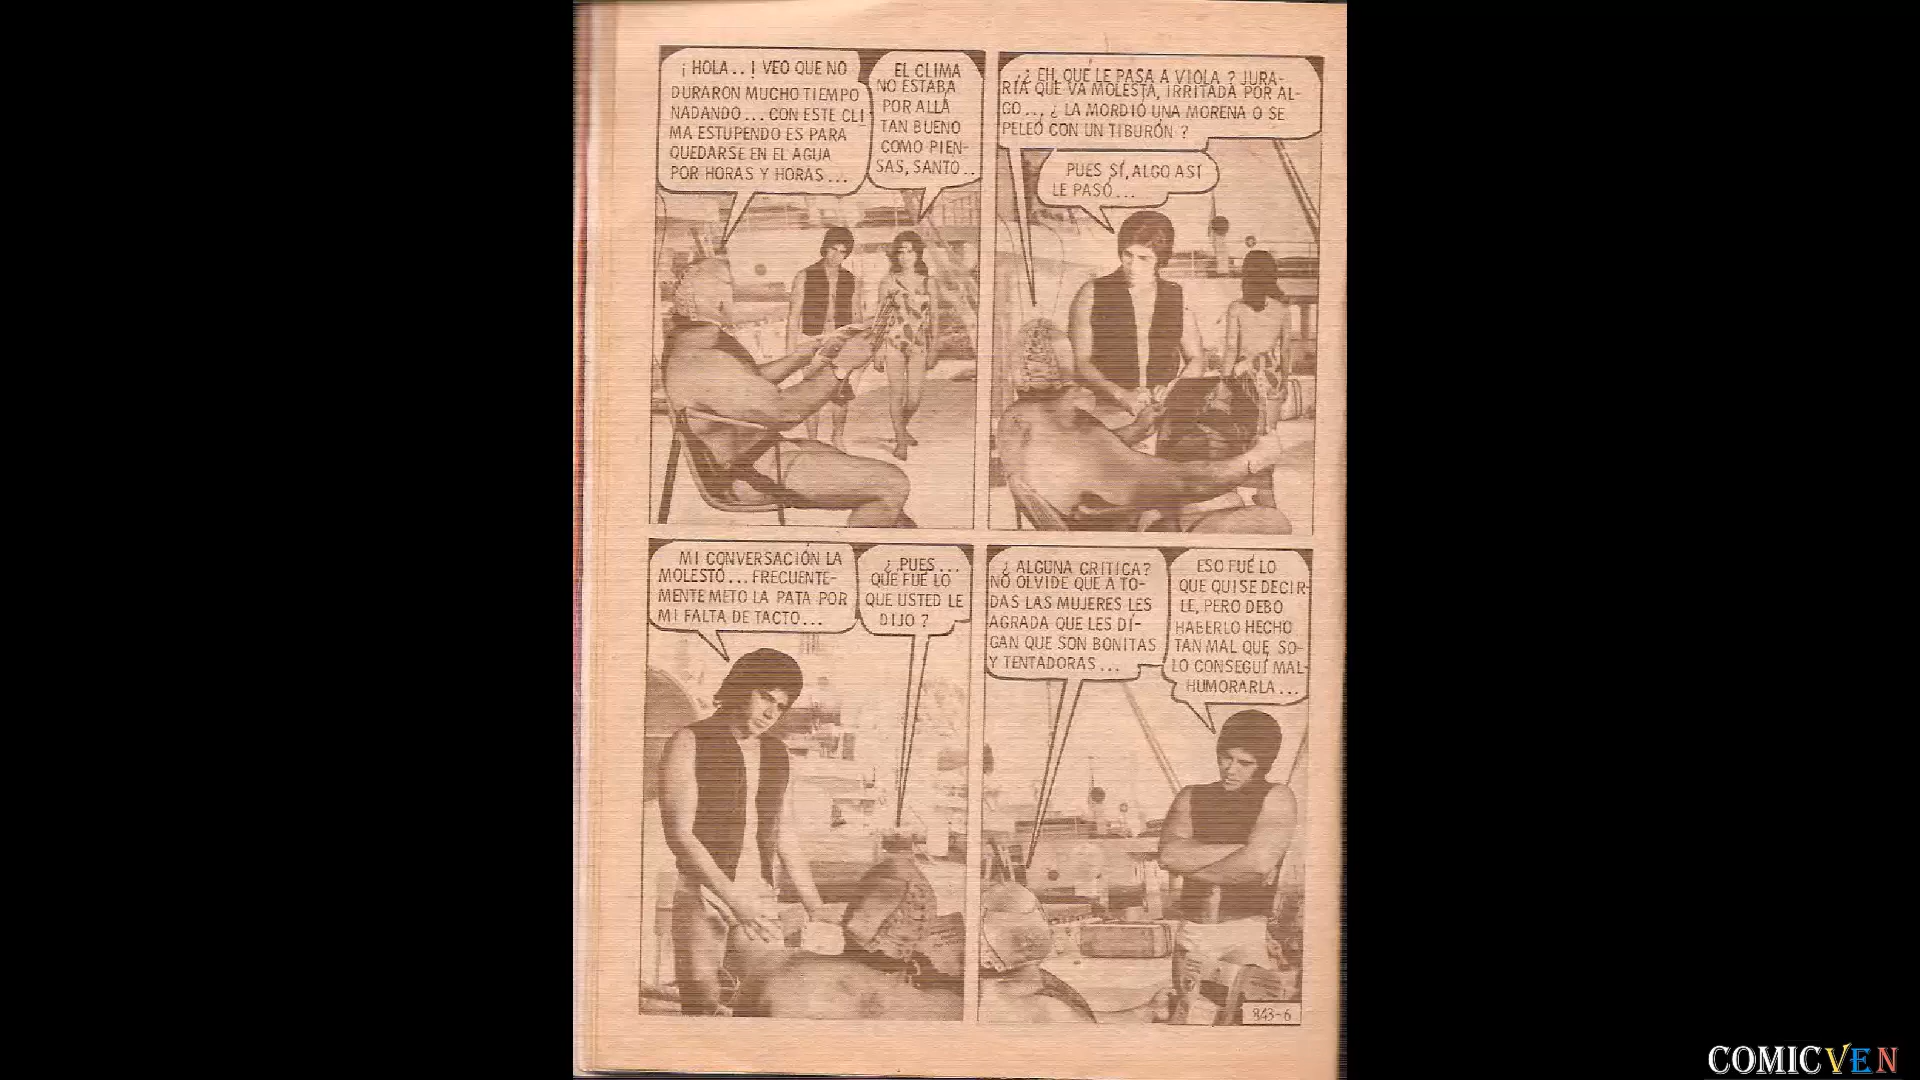 ¡ HOLA . . ! VEO QUE NO
DURARON MUCHO TIEMPO
NADANDO ... CON ESTE CLI
MA ESTUPENDO ES PARA
QUEDARSE EN EL AGUA
POR HORAS Y HORAS ...
EL CLIMA
NO ESTABA
POR ALLÁ
TAN BUENO
COMO PIEN-
SAS, SANTO ..
¿ EH, QUÉ LE PASA A VIOLA ? JURA-
RÍA QUE VA MOLESTA, IRRITADA POR AL-
GO ..., ¿ LA MORDIÓ UNA MORENA O SE
PELEÓ CON UN TIBURÓN ?
PUES SÍ, ALGO ASÍ
LE PASÓ ...
MI CONVERSACIÓN LA
MOLESTÓ ... FRECUENTE-
MENTE METO LA PATA POR
MI FALTA DE TACTO ...
¿ PUES ...
QUÉ FUÉ LO
QUE USTED LE
DIJO ?
¿ ALGUNA CRITICA?
NO OLVIDE QUE A TO-
DAS LAS MUJERES LES
AGRADA QUE LES DÍ-
GAN QUE SON BONITAS
Y TENTADORAS ...
ESO FUÉ LO
QUE QUISE DECIR-
LE, PERO DEBO
HABERLO HECHO
TAN MAL QUE SO-
LO CONSEGUÍ MAL-
HUMORARLA ...
843-6
COMICVEN